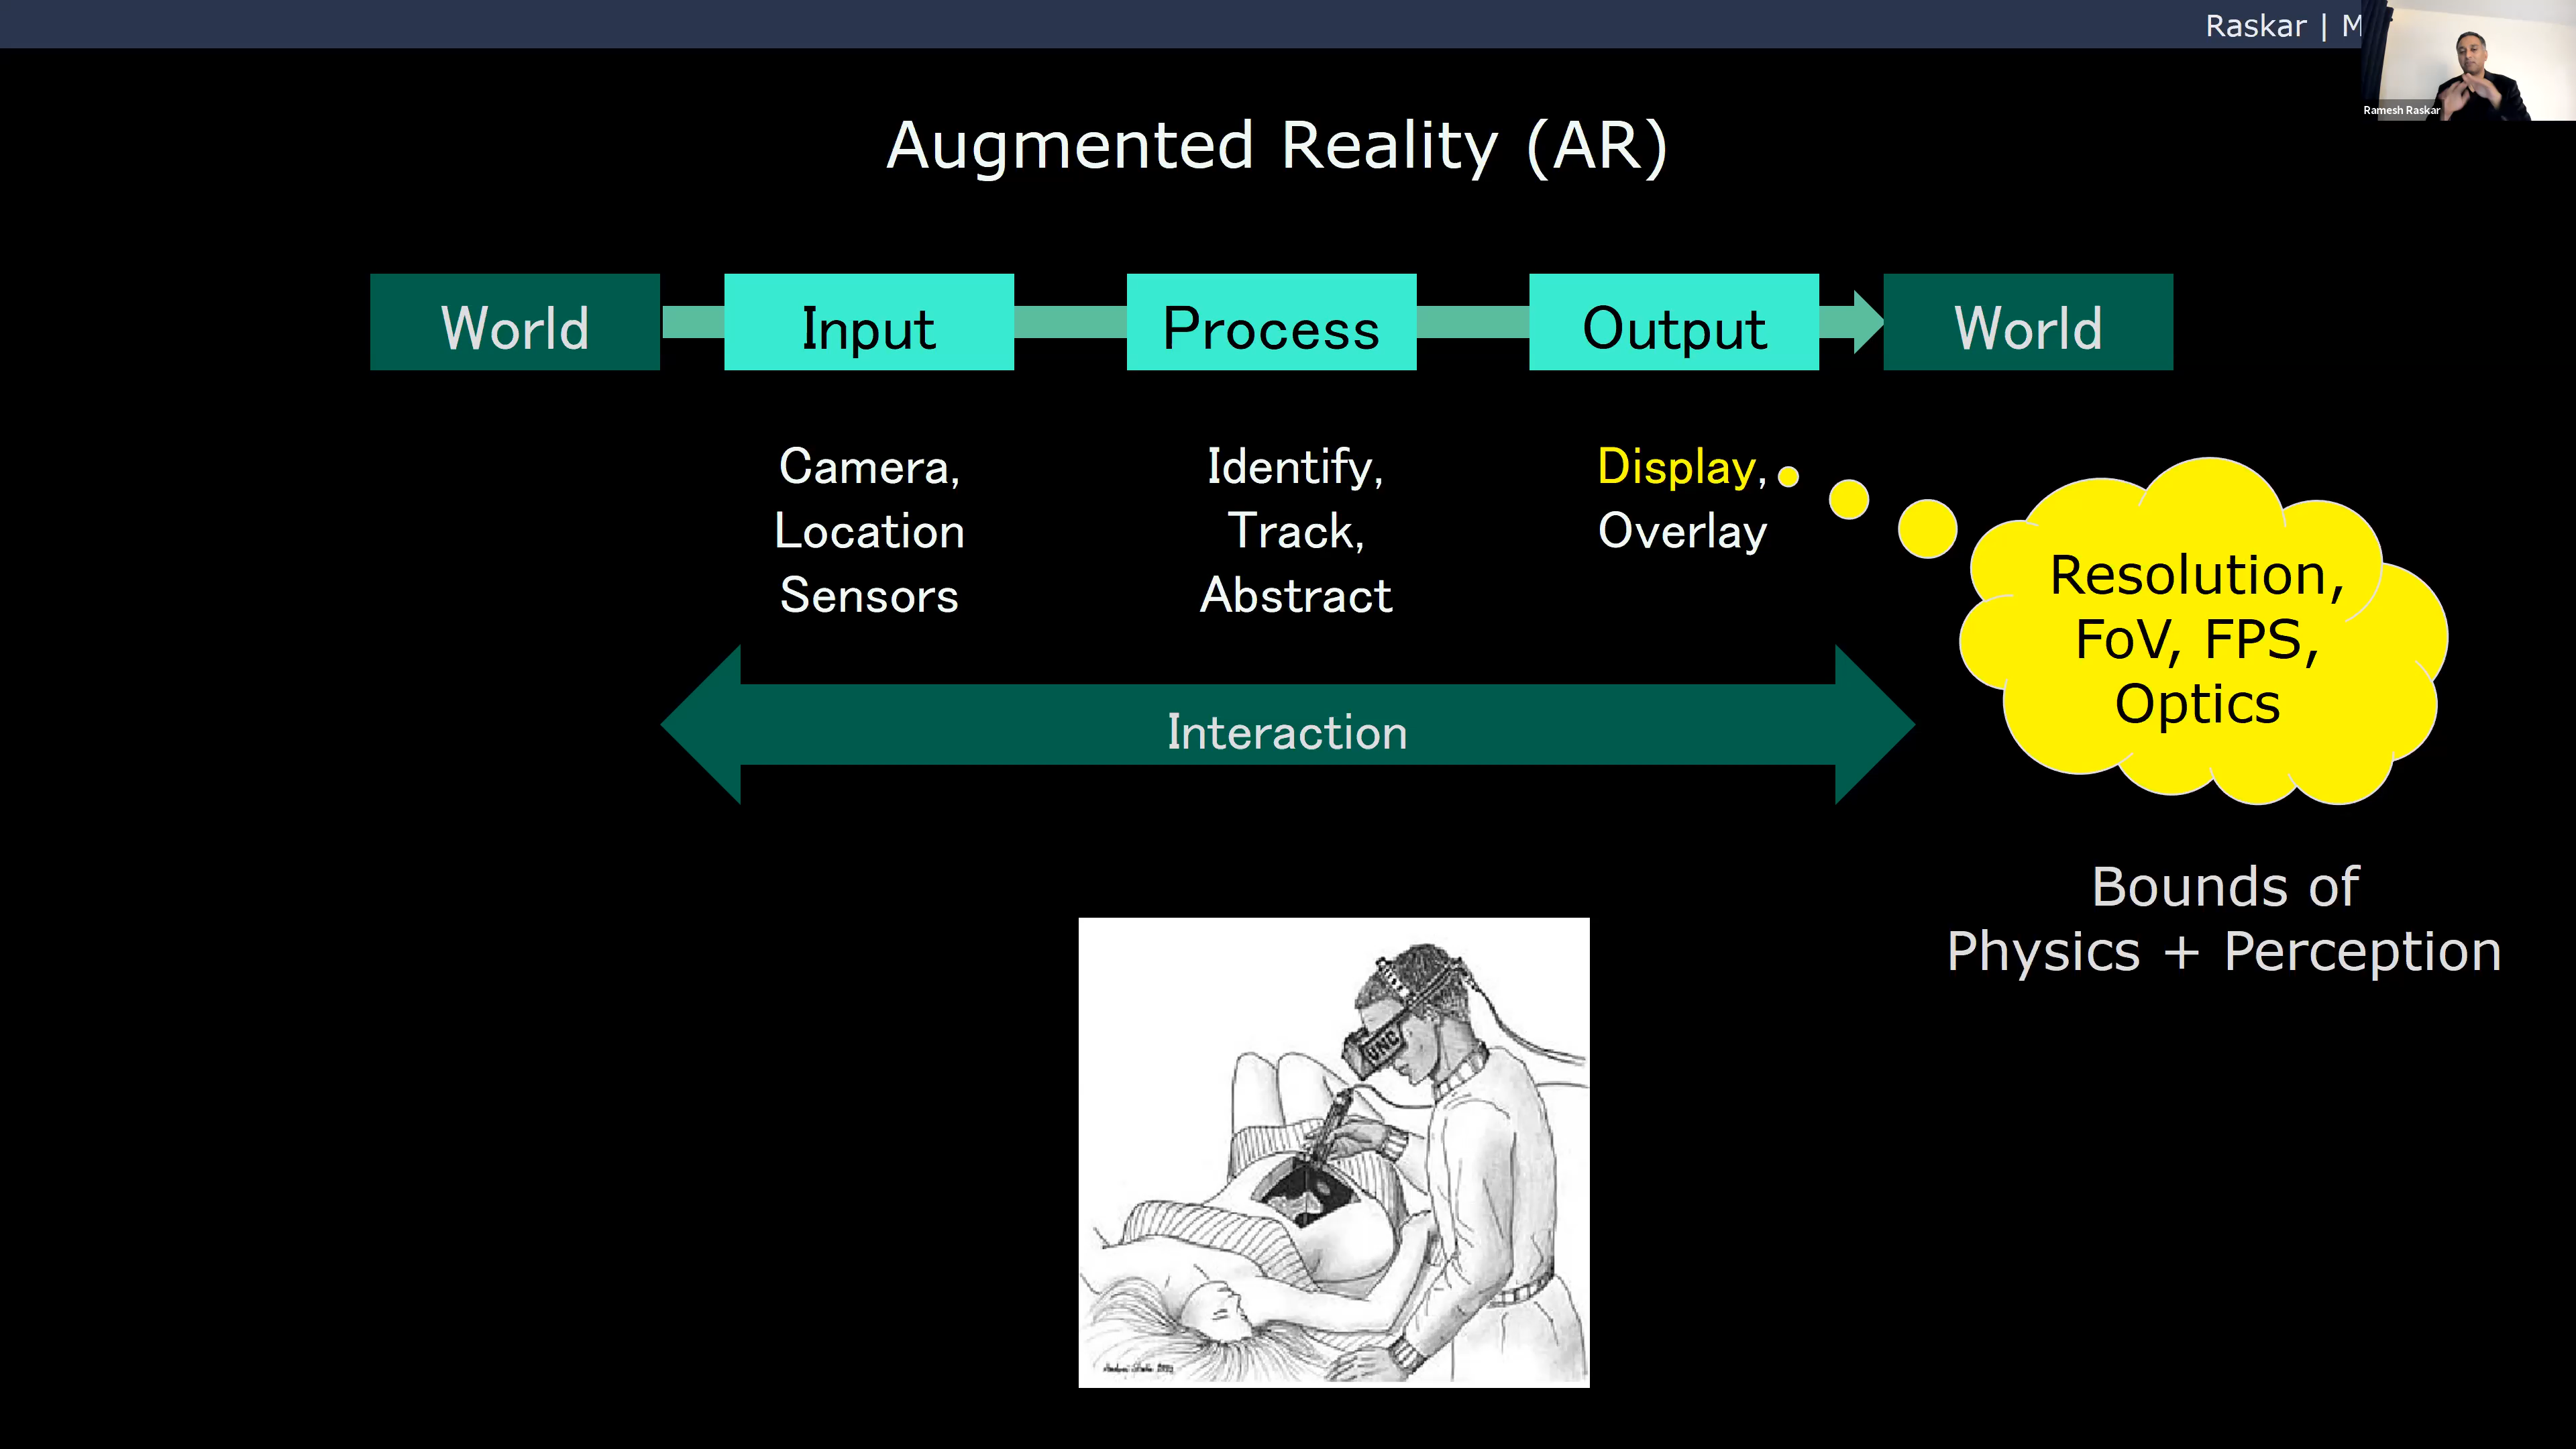 Raskar | M
Ramesh Raskar
Augmented Reality (AR)
World
Input
Process
Output
World
Camera,
Location
Sensors
Identify,
Track,
Abstract
Display,
Overlay
Resolution,
FoV, FPS,
Optics
Interaction
Bounds of
Physics + Perception
UNC